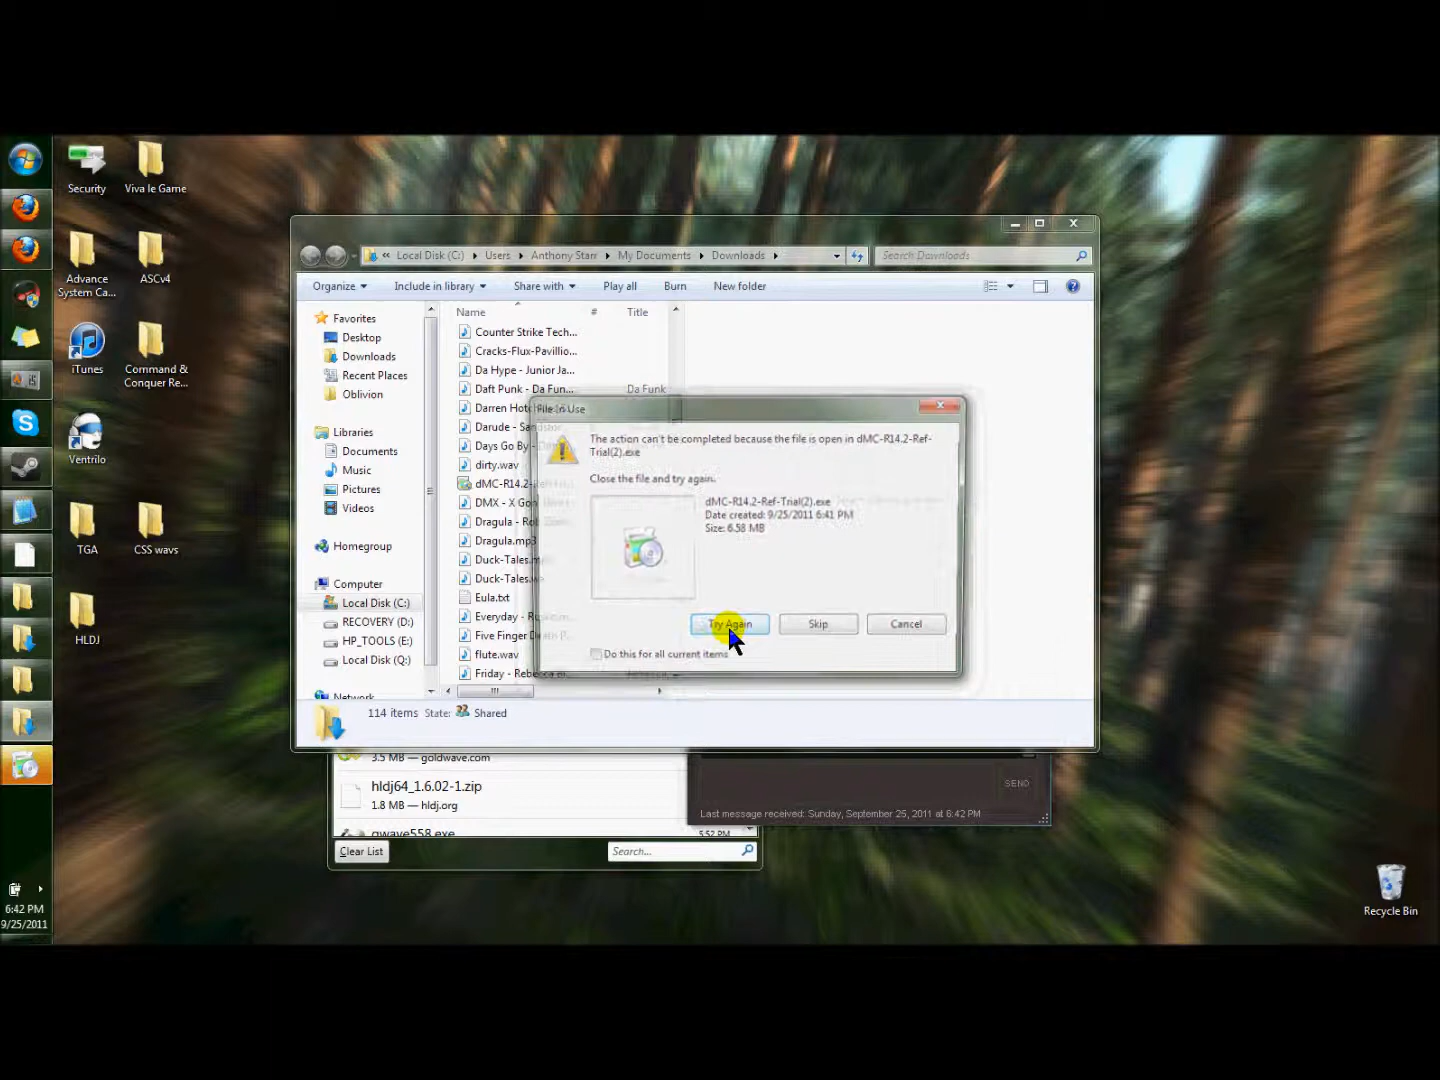 Security
Viva le Game
Advance
System Ca...
ASCv4
iTunes
Command &
Conquer Re...
Ventrilo
TGA
CSS wavs
HLDJ
6:42 PM
9/25/2011
Recycle Bin
« Local Disk (C:) Users Anthony Starr My Documents Downloads
Search Downloads
Organize
Include in library
Share with
Play all
Burn
New folder
Favorites
Desktop
Downloads
Recent Places
Oblivion
Libraries
Documents
Music
Pictures
Videos
Homegroup
Computer
Local Disk (C:)
RECOVERY (D:)
HP_TOOLS (E:)
Local Disk (Q:)
Network
Name # Title
Counter Strike Tech...
Cracks-Flux-Pavillio...
Da Hype - Junior Ja...
Daft Punk - Da Fun... Da Funk
Darren
Darude -
Days Go By -
dirty.wav
dMC-R14.2-
DMX - X Gon
Dragula -
Dragula.mp3
Duck-Tales.
Duck-Tales.
Eula.txt
Everyday -
Five Finger
flute.wav
Friday -
114 items State: Shared
File In Use
The action can't be completed because the file is open in dMC-R14.2-Ref-
Trial(2).exe
Close the file and try again.
dMC-R14.2-Ref-Trial(2).exe
Date created: 9/25/2011 6:41 PM
Size: 6.58 MB
Try Again
Skip
Cancel
Do this for all current items
3.5 MB — goldwave.com
hldj64_1.6.02-1.zip
1.8 MB — hldj.org
gwave558.exe
5:52 PM
Clear List
Search...
SEND
Last message received: Sunday, September 25, 2011 at 6:42 PM